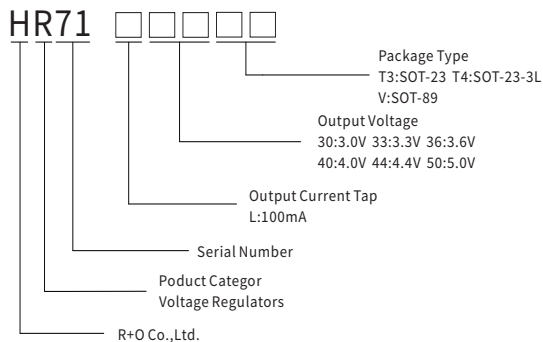 HR71 □□□□□
Package Type
T3:SOT-23 T4:SOT-23-3L
V:SOT-89
Output Voltage
30:3.0V 33:3.3V 36:3.6V
40:4.0V 44:4.4V 50:5.0V
Output Current Tap
L:100mA
Serial Number
Poduct Categor
Voltage Regulators
R+O Co.,Ltd.